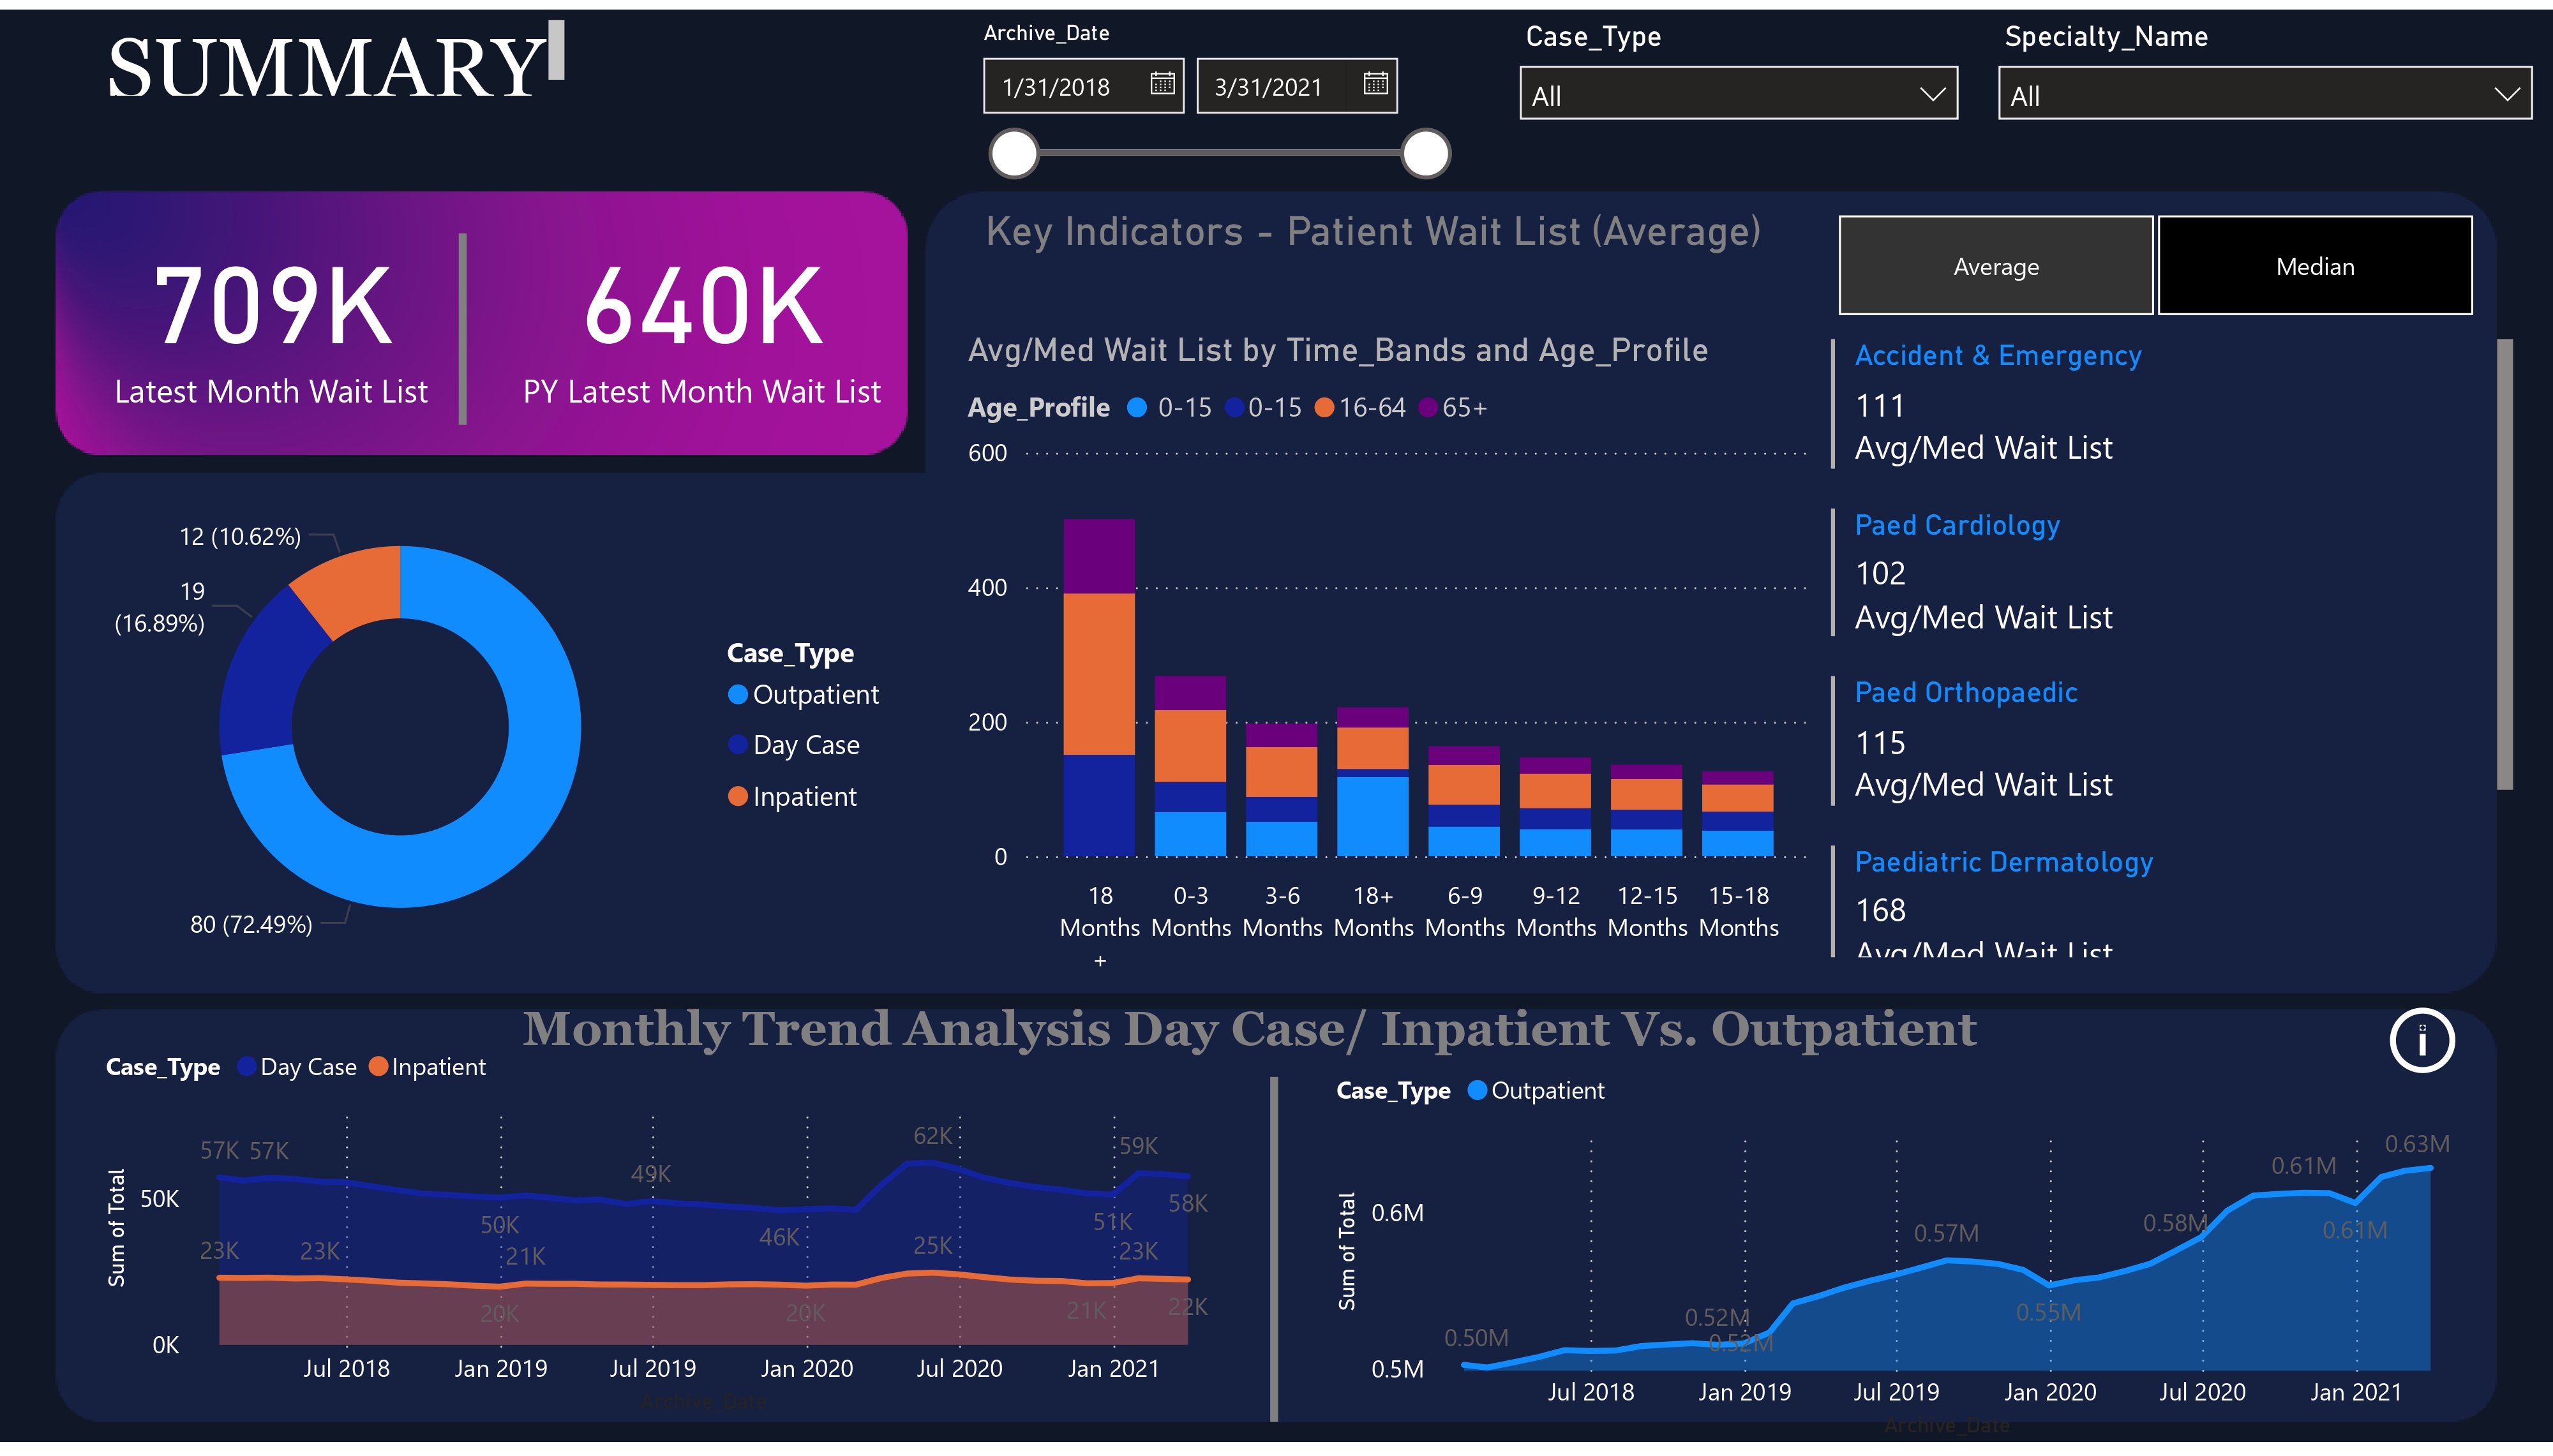 SUMMARY
Archive_Date
1/31/2018
3/31/2021
Case_Type
All
Specialty_Name
All
709K
Latest Month Wait List
640K
PY Latest Month Wait List
12 (10.62%)
19
(16.89%)
80 (72.49%)
Case_Type
Outpatient
Day Case
Inpatient
Key Indicators - Patient Wait List (Average)
Average
Median
Avg/Med Wait List by Time_Bands and Age_Profile
Age_Profile 0-15 0-15 16-64 65+
600
400
200
0
18
Months
+
0-3
Months
3-6
Months
18+
Months
6-9
Months
9-12
Months
12-15
Months
15-18
Months
Accident & Emergency
111
Avg/Med Wait List
Paed Cardiology
102
Avg/Med Wait List
Paed Orthopaedic
115
Avg/Med Wait List
Paediatric Dermatology
168
Avg/Med Wait List
Monthly Trend Analysis Day Case/ Inpatient Vs. Outpatient
i
Case_Type Day Case Inpatient
Sum of Total
50K
0K
57K 57K
49K
62K
59K
50K
46K
51K
58K
23K
23K
21K
25K
23K
20K
20K
21K
22K
Jul 2018 Jan 2019 Jul 2019 Jan 2020 Jul 2020 Jan 2021
Archive_Date
Case_Type Outpatient
Sum of Total
0.6M
0.5M
0.50M
0.52M
0.52M
0.57M
0.55M
0.58M
0.61M
0.61M
0.63M
Jul 2018 Jan 2019 Jul 2019 Jan 2020 Jul 2020 Jan 2021
Archive_Date